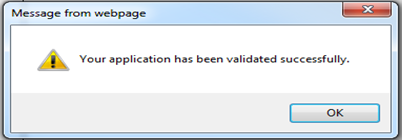 Message from webpage
Your application has been validated successfully.
OK